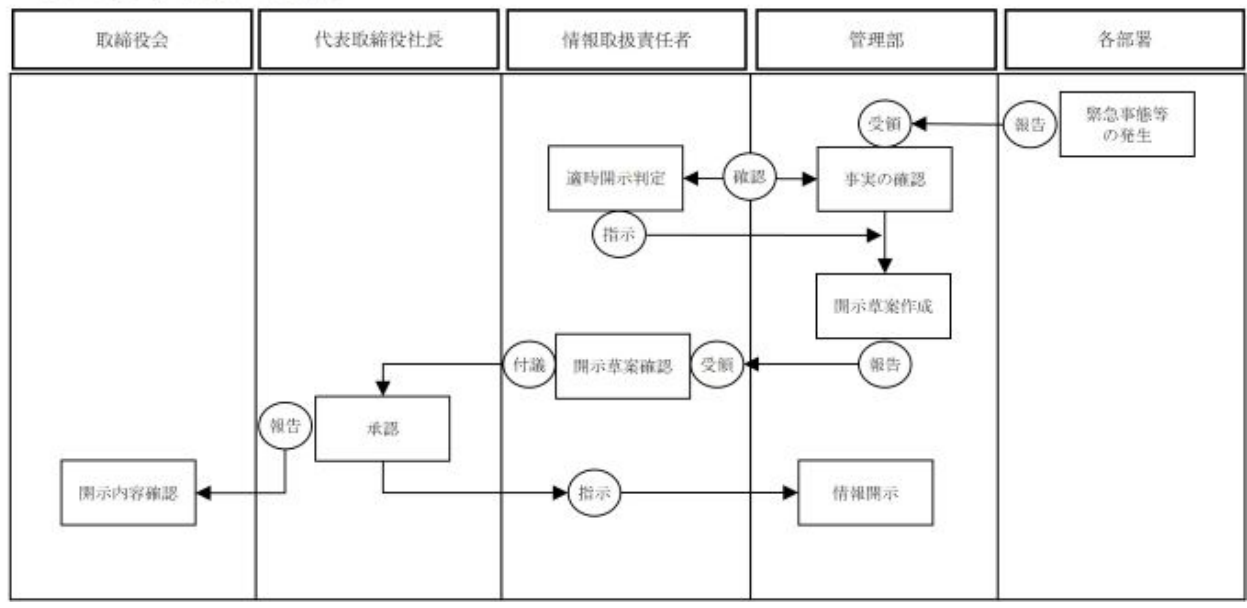 取締役会
代表取締役社長
情報取扱責任者
管理部
各部署
緊急事態等
の発生
報告
受領
事実の確認
確認
適時開示判定
指示
開示草案作成
報告
受領
開示草案確認
付議
承認
報告
開示内容確認
指示
情報開示